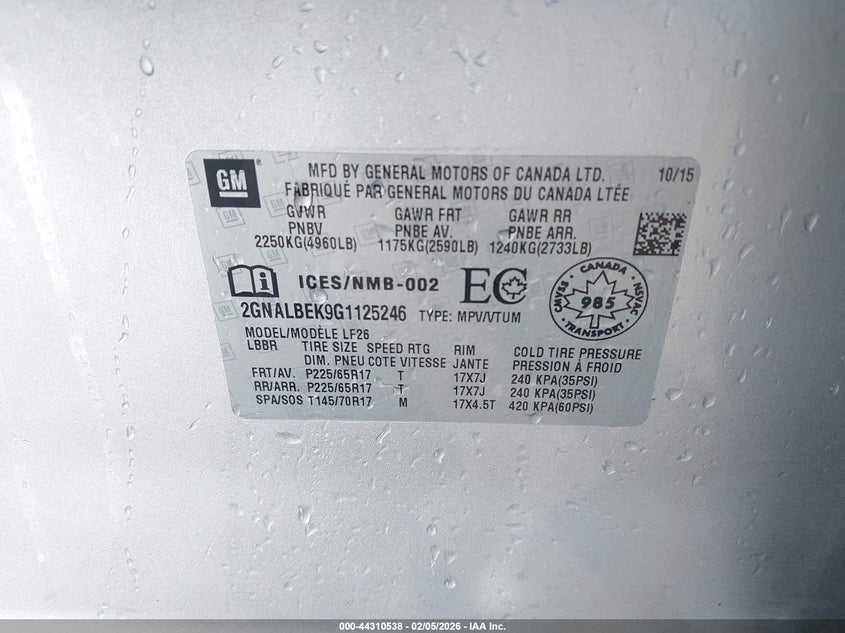 GM
MFD BY GENERAL MOTORS OF CANADA LTD. 10/15
FABRIQUÉ PAR GENERAL MOTORS DU CANADA LTÉE
GVWR GAWR FRT GAWR RR
PNBV PNBE AV. PNBE ARR.
2250KG(4960LB) 1175KG(2590LB) 1240KG(2733LB)
ICES/NMB-002 EC
CANADA
CMVSS 985 NSVAC
TRANSPORT
2GNALBEK9G1125246 TYPE: MPV/VTUM
MODEL/MODÈLE LF26
LBBR TIRE SIZE SPEED RTG RIM COLD TIRE PRESSURE
DIM. PNEU COTE VITESSE JANTE PRESSION À FROID
FRT/AV. P225/65R17 T 17X7J 240 KPA(35PSI)
RR/ARR. P225/65R17 T 17X7J 240 KPA(35PSI)
SPA/SOS T145/70R17 M 17X4.5T 420 KPA(60PSI)
000-44310538 - 02/05/2026 - IAA Inc.